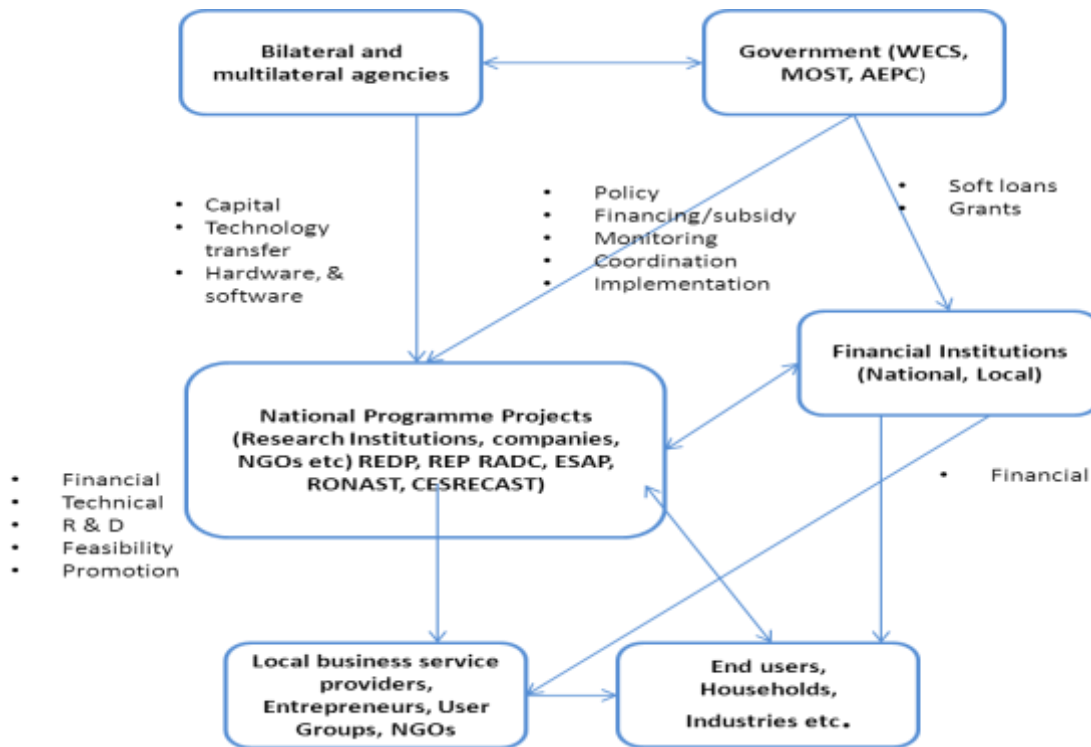 Bilateral and
multilateral agencies
Government (WECS,
MOST, AEPC)
• Capital
• Technology
transfer
• Hardware, &
software
• Policy
• Financing/subsidy
• Monitoring
• Coordination
• Implementation
• Soft loans
• Grants
Financial Institutions
(National, Local)
National Programme Projects
(Research Institutions, companies,
NGOs etc) REDP, REP RADC, ESAP,
RONAST, CESRECAST)
• Financial
• Technical
• R & D
• Feasibility
• Promotion
• Financial
Local business service
providers,
Entrepreneurs, User
Groups, NGOs
End users,
Households,
Industries etc.